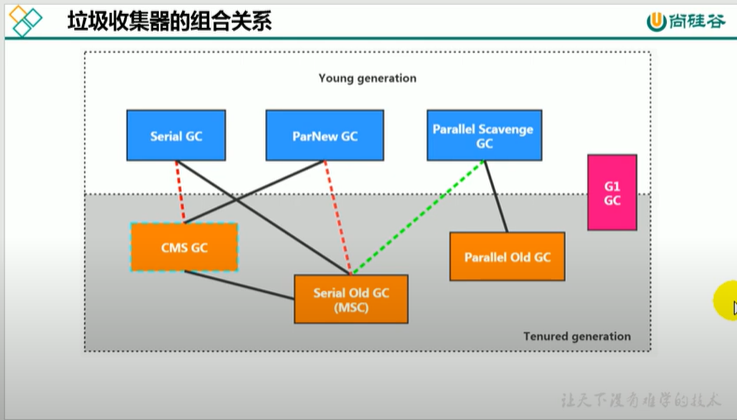 垃圾收集器的组合关系
尚硅谷
Young generation
Serial GC
ParNew GC
Parallel Scavenge
GC
G1
GC
CMS GC
Parallel Old GC
Serial Old GC
(MSC)
Tenured generation
让天下没有难学的技术